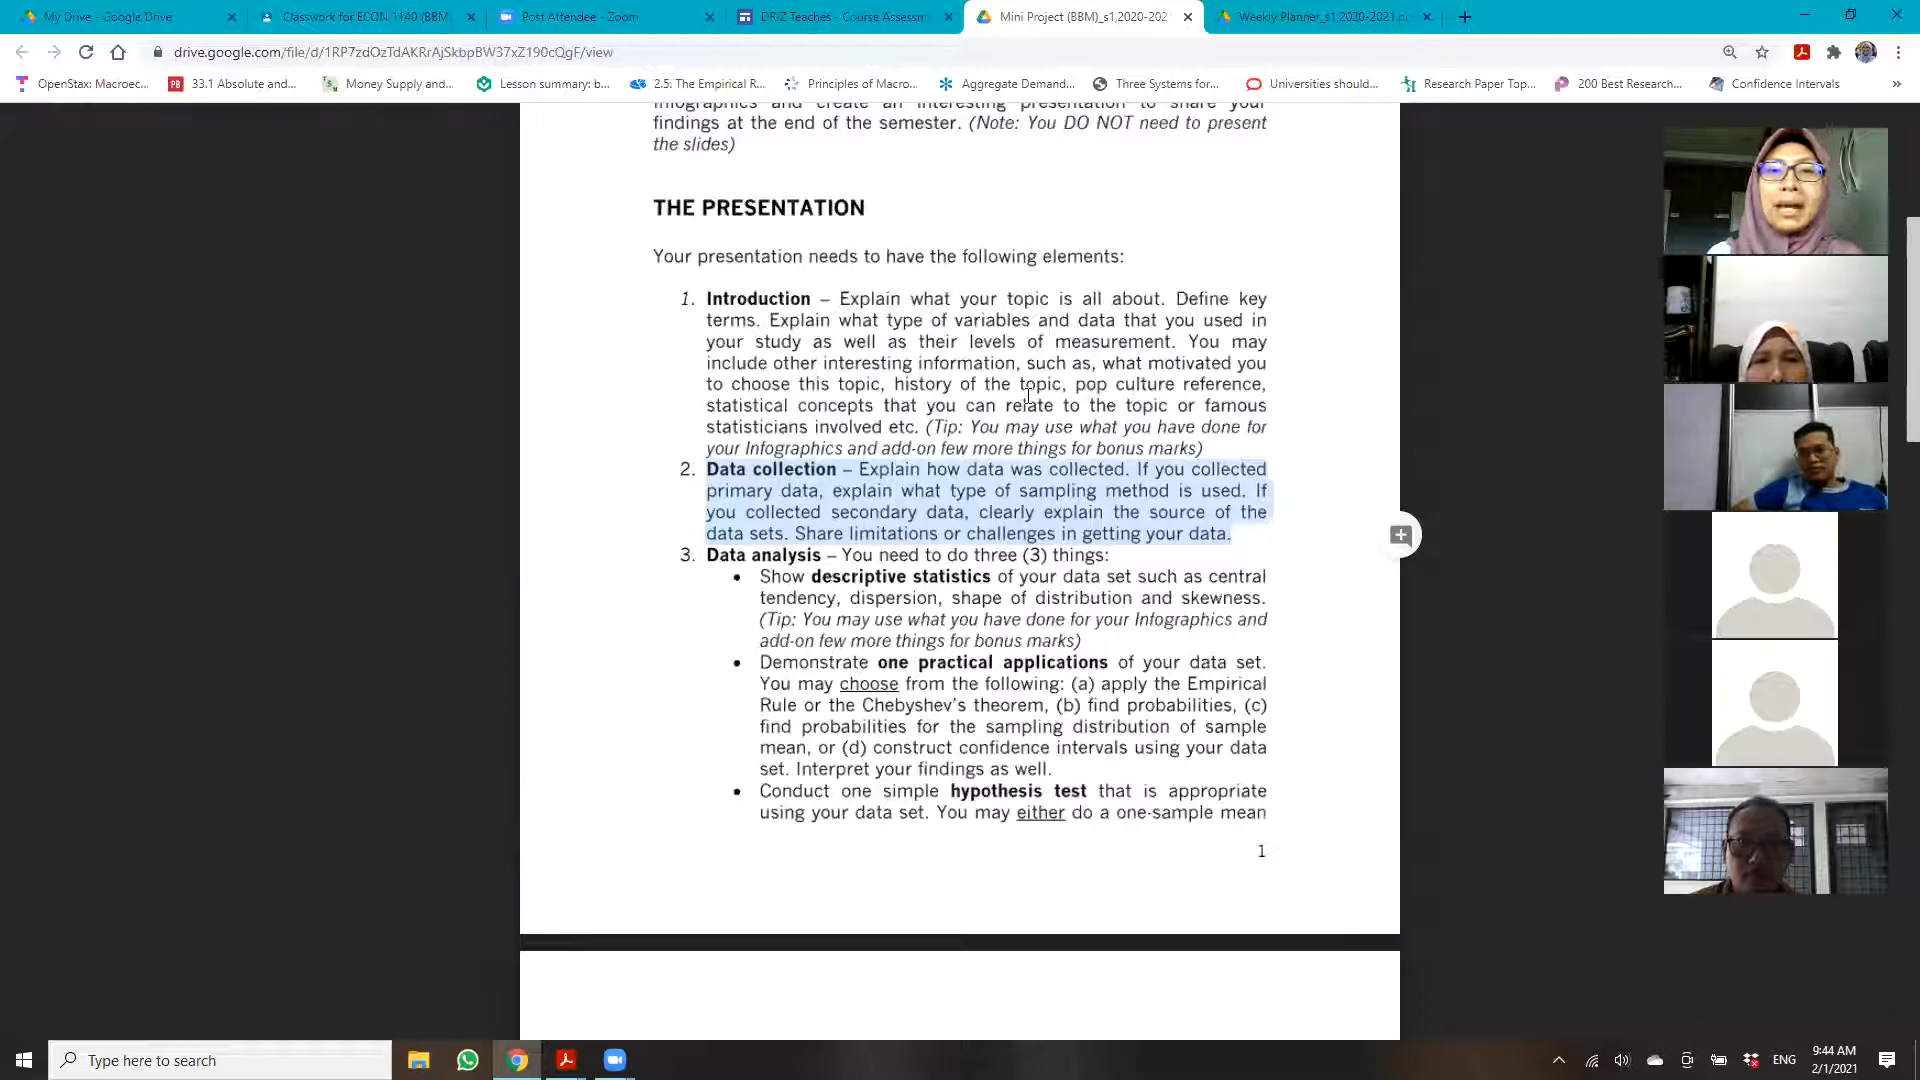 My Drive - Google Drive
Classwork for ECON 1140 (BBM)
Post Attendee - Zoom
DRIZ Teaches - Course Assessm
Mini Project (BBM)_s1,2020-202
Weekly Planner_s1,2020-2021.p
drive.google.com/file/d/1RP7zdOzTdAKRrAjSkbpBW37xZ190cQgF/view
OpenStax: Macroec...
33.1 Absolute and...
Money Supply and...
Lesson summary: b...
2.5: The Empirical R...
Principles of Macro...
Aggregate Demand...
Three Systems for...
Universities should...
Research Paper Top...
200 Best Research...
Confidence Intervals
Infographics and create an interesting presentation to share your
findings at the end of the semester. (Note: You DO NOT need to present
the slides)
THE PRESENTATION
Your presentation needs to have the following elements:
1. Introduction – Explain what your topic is all about. Define key
terms. Explain what type of variables and data that you used in
your study as well as their levels of measurement. You may
include other interesting information, such as, what motivated you
to choose this topic, history of the topic, pop culture reference,
statistical concepts that you can relate to the topic or famous
statisticians involved etc. (Tip: You may use what you have done for
your Infographics and add-on few more things for bonus marks)
2. Data collection – Explain how data was collected. If you collected
primary data, explain what type of sampling method is used. If
you collected secondary data, clearly explain the source of the
data sets. Share limitations or challenges in getting your data.
3. Data analysis – You need to do three (3) things:
• Show descriptive statistics of your data set such as central
tendency, dispersion, shape of distribution and skewness.
(Tip: You may use what you have done for your Infographics and
add-on few more things for bonus marks)
• Demonstrate one practical applications of your data set.
You may choose from the following: (a) apply the Empirical
Rule or the Chebyshev's theorem, (b) find probabilities, (c)
find probabilities for the sampling distribution of sample
mean, or (d) construct confidence intervals using your data
set. Interpret your findings as well.
• Conduct one simple hypothesis test that is appropriate
using your data set. You may either do a one-sample mean
1
Type here to search
ENG
9:44 AM
2/1/2021